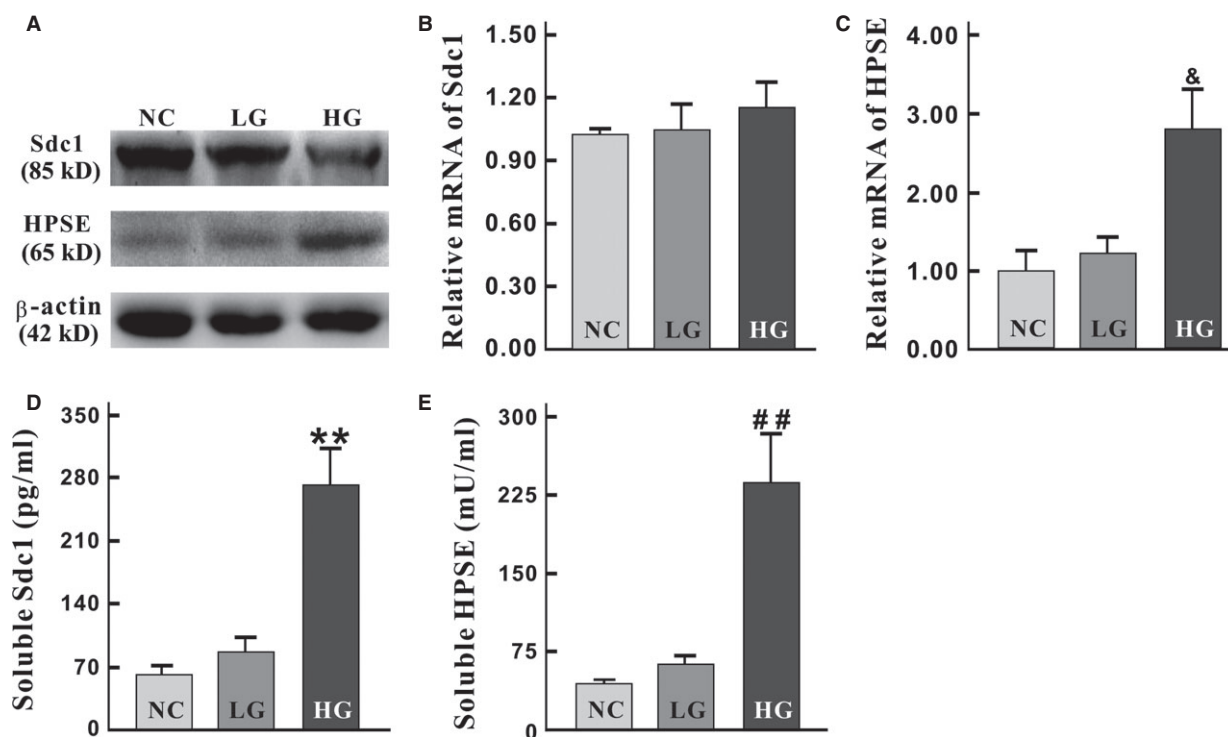 A
NC LG HG
Sdc1
(85 kD)
HPSE
(65 kD)
β-actin
(42 kD)
B
Relative mRNA of Sdc1
1.50
1.20
0.90
0.60
0.30
0.00
NC LG HG
C
Relative mRNA of HPSE
4.00
3.00
2.00
1.00
0.00
&
NC LG HG
D
Soluble Sdc1 (pg/ml)
350
280
210
140
70
0
**
NC LG HG
E
Soluble HPSE (mU/ml)
300
225
150
75
0
##
NC LG HG